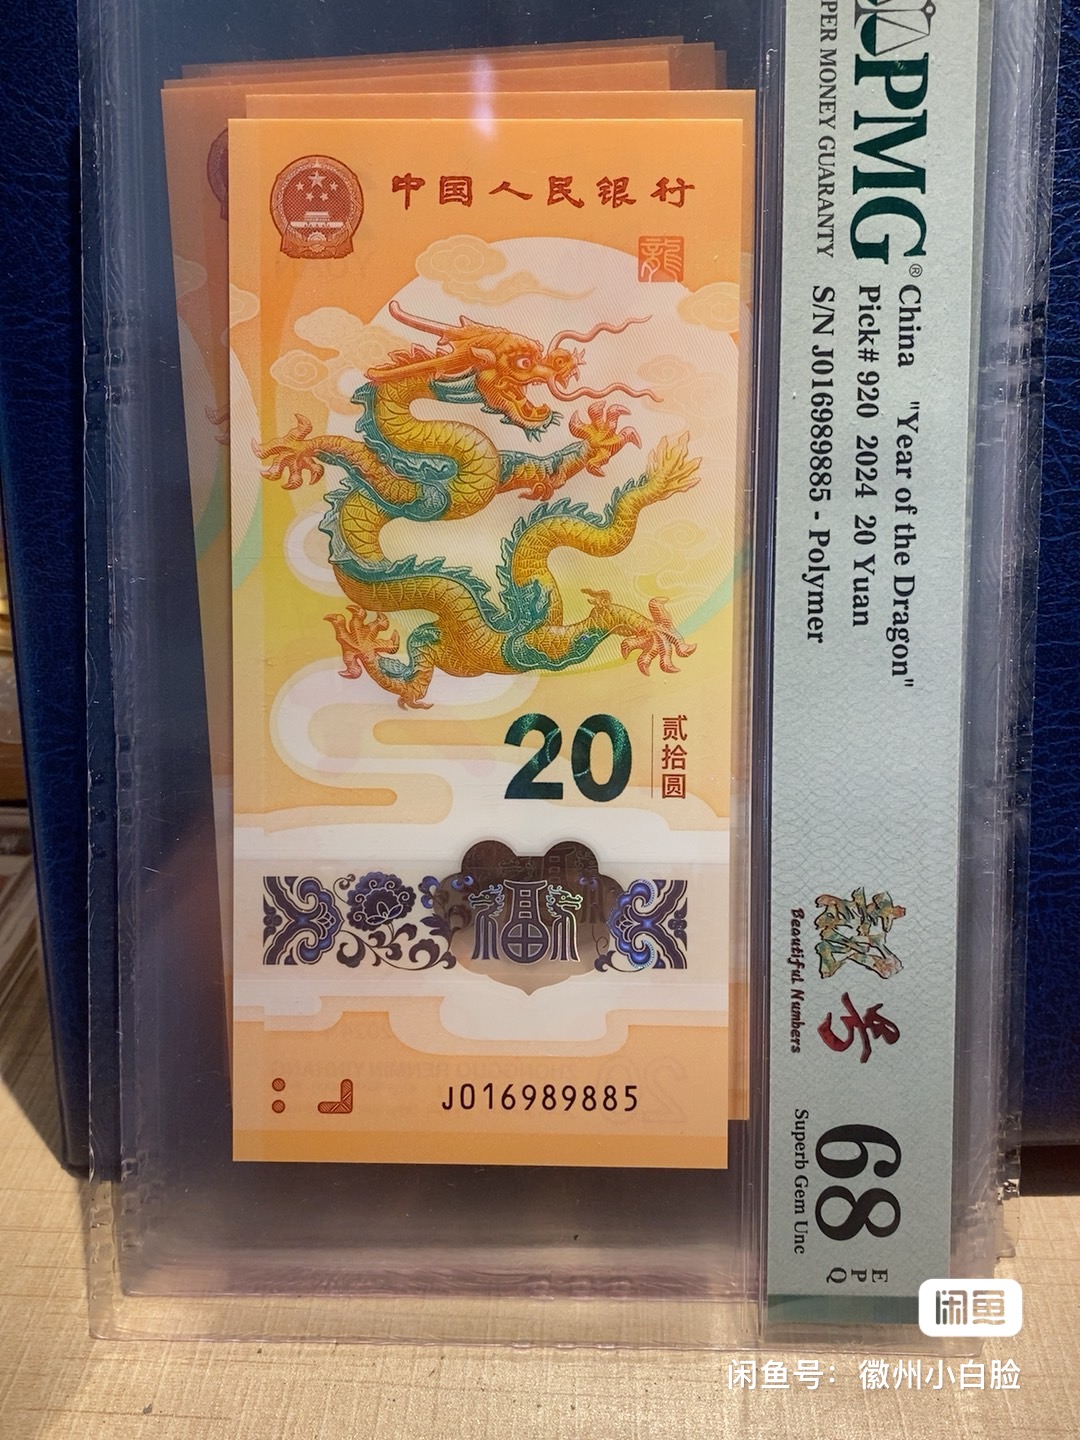 中国人民银行
龍
20
贰拾圆
福
J016989885
PMG®
PER MONEY GUARANTY
China "Year of the Dragon"
Pick# 920 2024 20 Yuan
S/N J016989885 - Polymer
靓号
Beautiful Numbers
68
EPQ
Superb Gem Unc
闲鱼
闲鱼号：徽州小白脸